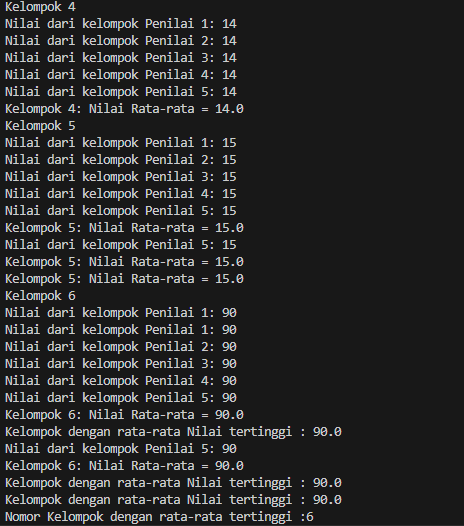 Kelompok 4
Nilai dari kelompok Penilai 1: 14
Nilai dari kelompok Penilai 2: 14
Nilai dari kelompok Penilai 3: 14
Nilai dari kelompok Penilai 4: 14
Nilai dari kelompok Penilai 5: 14
Kelompok 4: Nilai Rata-rata = 14.0
Kelompok 5
Nilai dari kelompok Penilai 1: 15
Nilai dari kelompok Penilai 2: 15
Nilai dari kelompok Penilai 3: 15
Nilai dari kelompok Penilai 4: 15
Nilai dari kelompok Penilai 5: 15
Kelompok 5: Nilai Rata-rata = 15.0
Nilai dari kelompok Penilai 5: 15
Kelompok 5: Nilai Rata-rata = 15.0
Kelompok 5: Nilai Rata-rata = 15.0
Kelompok 6
Nilai dari kelompok Penilai 1: 90
Nilai dari kelompok Penilai 1: 90
Nilai dari kelompok Penilai 2: 90
Nilai dari kelompok Penilai 3: 90
Nilai dari kelompok Penilai 4: 90
Nilai dari kelompok Penilai 5: 90
Kelompok 6: Nilai Rata-rata = 90.0
Kelompok dengan rata-rata Nilai tertinggi : 90.0
Nilai dari kelompok Penilai 5: 90
Kelompok 6: Nilai Rata-rata = 90.0
Kelompok dengan rata-rata Nilai tertinggi : 90.0
Kelompok dengan rata-rata Nilai tertinggi : 90.0
Nomor Kelompok dengan rata-rata tertinggi :6